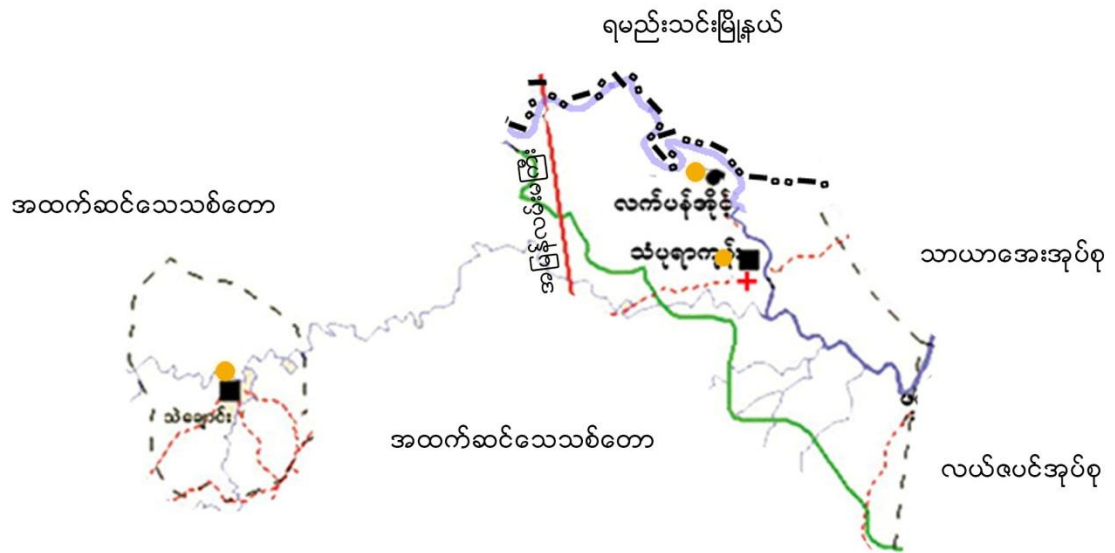 ရမည်းသင်းမြို့နယ်
အထက်ဆင်သေသစ်တော
လက်ပန်အိုင့်
သာယာအေးအုပ်စု
သံပုရာကုန်း
သဲချောင်း
အထက်ဆင်သေသစ်တော
လယ်ဇပင်အုပ်စု